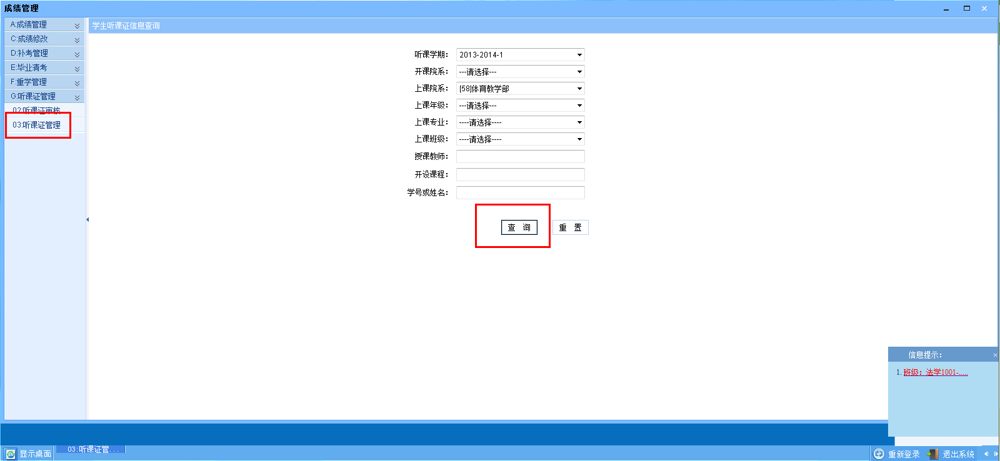 成绩管理
A:成绩管理
C:成绩修改
D:补考管理
E:毕业清考
F:重学管理
G:听课证管理
02:听课证审核
03:听课证管理
学生听课证信息查询
听课学期： 2013-2014-1
开课院系： ---请选择---
上课院系： [58]体育教学部
上课年级： ---请选择---
上课专业： ----请选择----
上课班级： ----请选择----
授课教师：
开设课程：
学号或姓名：
查 询 重 置
信息提示：
1. 班级：法学1001-.....
显示桌面 03:听课证管... 重新登录 退出系统